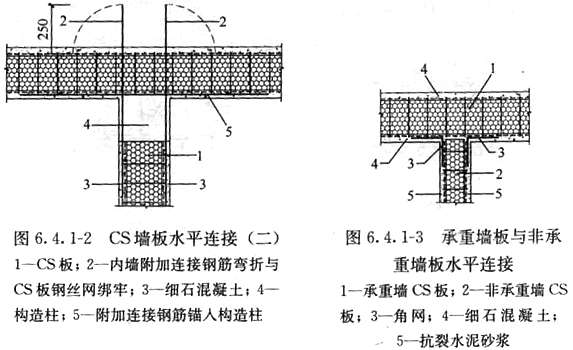 250
2
2
4
5
1
3
3
图6.4.1-2 CS墙板水平连接（二）
1—CS板；2—内墙附加连接钢筋弯折与
CS板钢丝网绑牢；3—细石混凝土；4—
构造柱；5—附加连接钢筋锚入构造柱
4
1
4
3
3
2
5
5
图6.4.1-3 承重墙板与非承
重墙板水平连接
1—承重墙CS板；2—非承重墙CS
板；3—角网；4—细石混凝土；
5—抗裂水泥砂浆